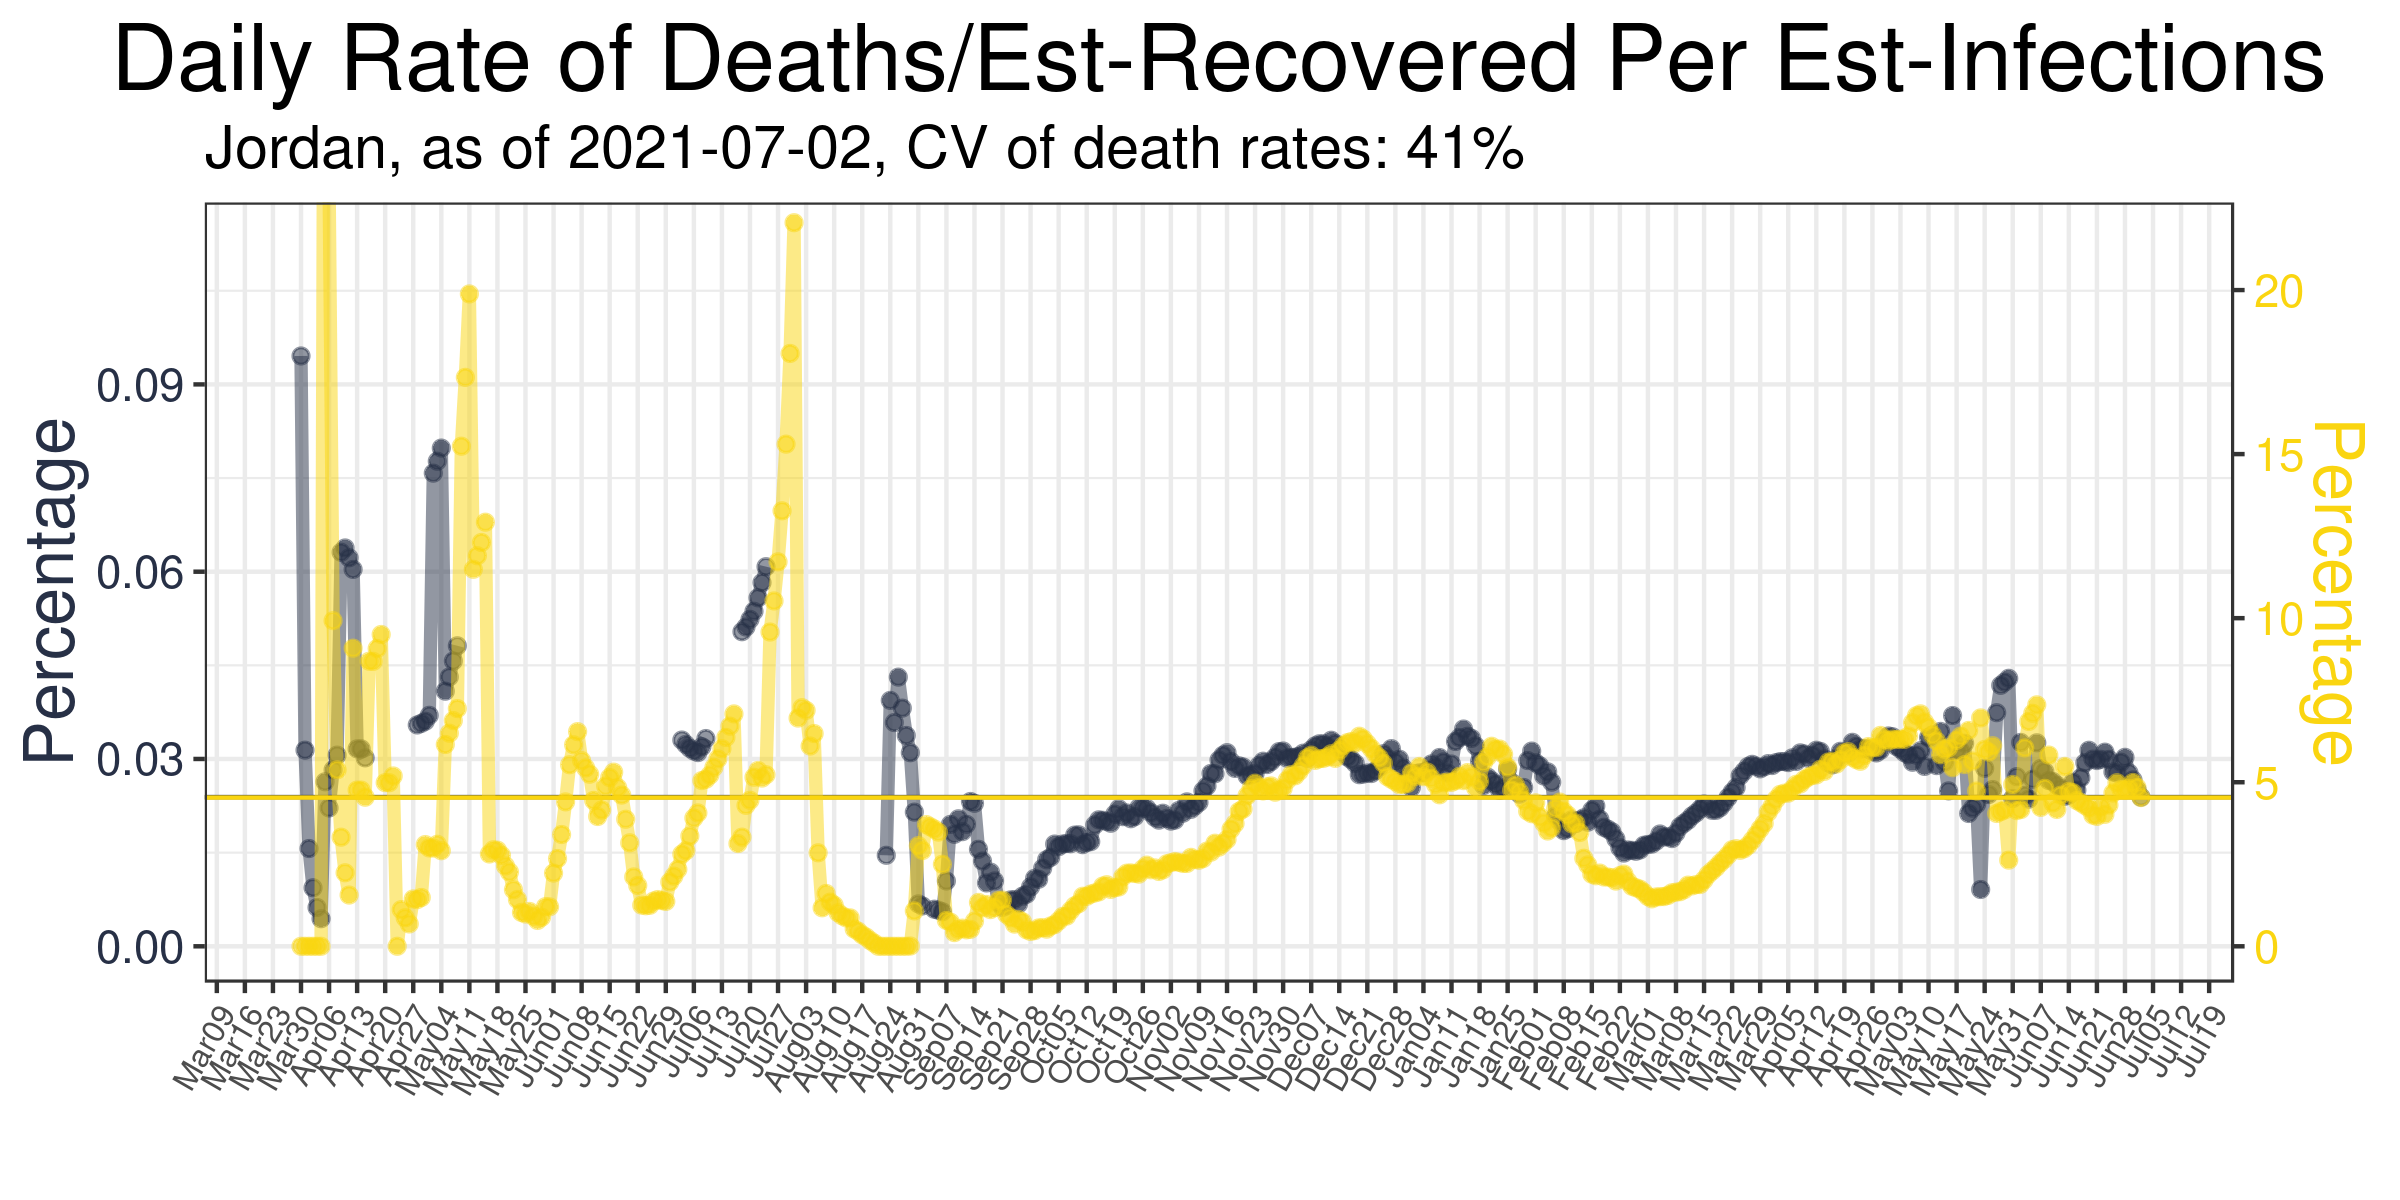 Daily Rate of Deaths/Est-Recovered Per Est-Infections
Jordan, as of 2021-07-02, CV of death rates: 41%
Percentage
0.09
0.06
0.03
0.00
20
15
10
5
0
Percentage
Mar09
Mar16
Mar23
Mar30
Apr06
Apr13
Apr20
Apr27
May04
May11
May18
May25
Jun01
Jun08
Jun15
Jun22
Jun29
Jul06
Jul13
Jul20
Jul27
Aug03
Aug10
Aug17
Aug24
Aug31
Sep07
Sep14
Sep21
Sep28
Oct05
Oct12
Oct19
Oct26
Nov02
Nov09
Nov16
Nov23
Nov30
Dec07
Dec14
Dec21
Dec28
Jan04
Jan11
Jan18
Jan25
Feb01
Feb08
Feb15
Feb22
Mar01
Mar08
Mar15
Mar22
Mar29
Apr05
Apr12
Apr19
Apr26
May03
May10
May17
May24
May31
Jun07
Jun14
Jun21
Jun28
Jul05
Jul12
Jul19